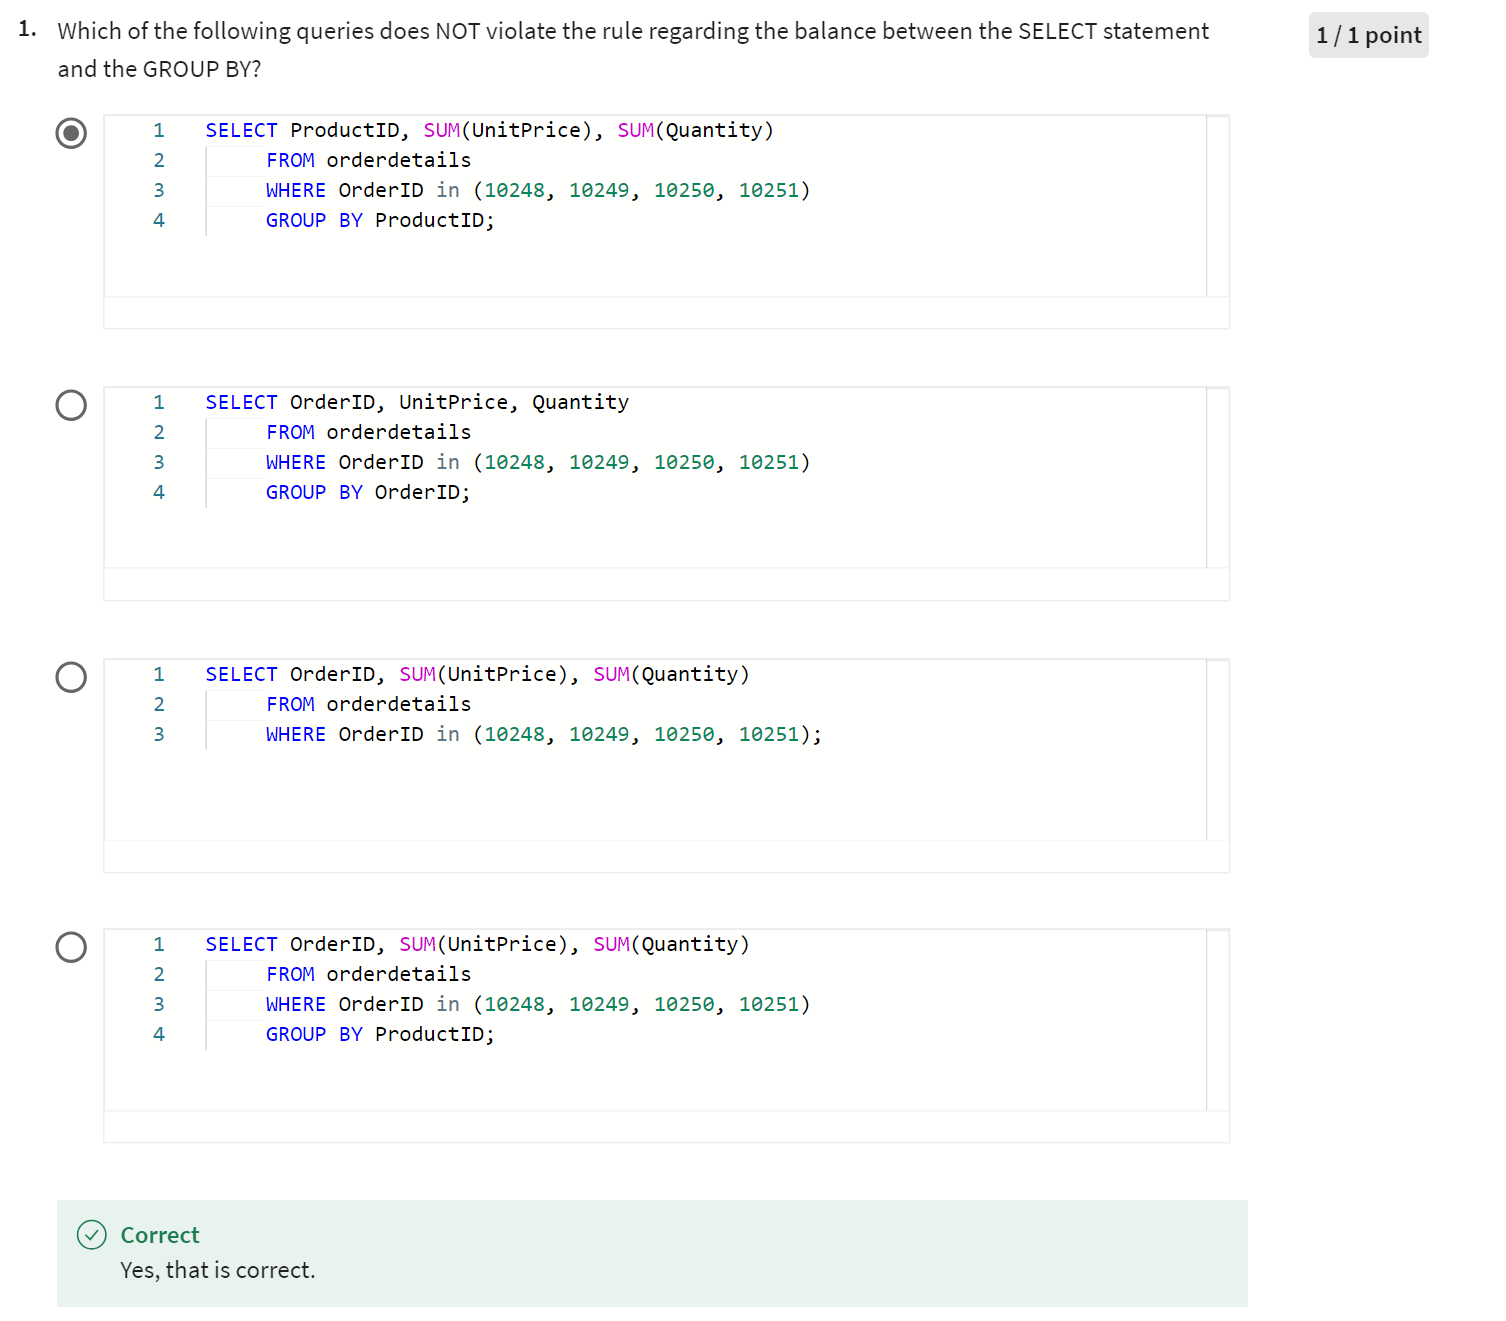 1. Which of the following queries does NOT violate the rule regarding the balance between the SELECT statement
and the GROUP BY?
1 / 1 point
1 SELECT ProductID, SUM(UnitPrice), SUM(Quantity)
2 FROM orderdetails
3 WHERE OrderID in (10248, 10249, 10250, 10251)
4 GROUP BY ProductID;
1 SELECT OrderID, UnitPrice, Quantity
2 FROM orderdetails
3 WHERE OrderID in (10248, 10249, 10250, 10251)
4 GROUP BY OrderID;
1 SELECT OrderID, SUM(UnitPrice), SUM(Quantity)
2 FROM orderdetails
3 WHERE OrderID in (10248, 10249, 10250, 10251);
1 SELECT OrderID, SUM(UnitPrice), SUM(Quantity)
2 FROM orderdetails
3 WHERE OrderID in (10248, 10249, 10250, 10251)
4 GROUP BY ProductID;
Correct
Yes, that is correct.